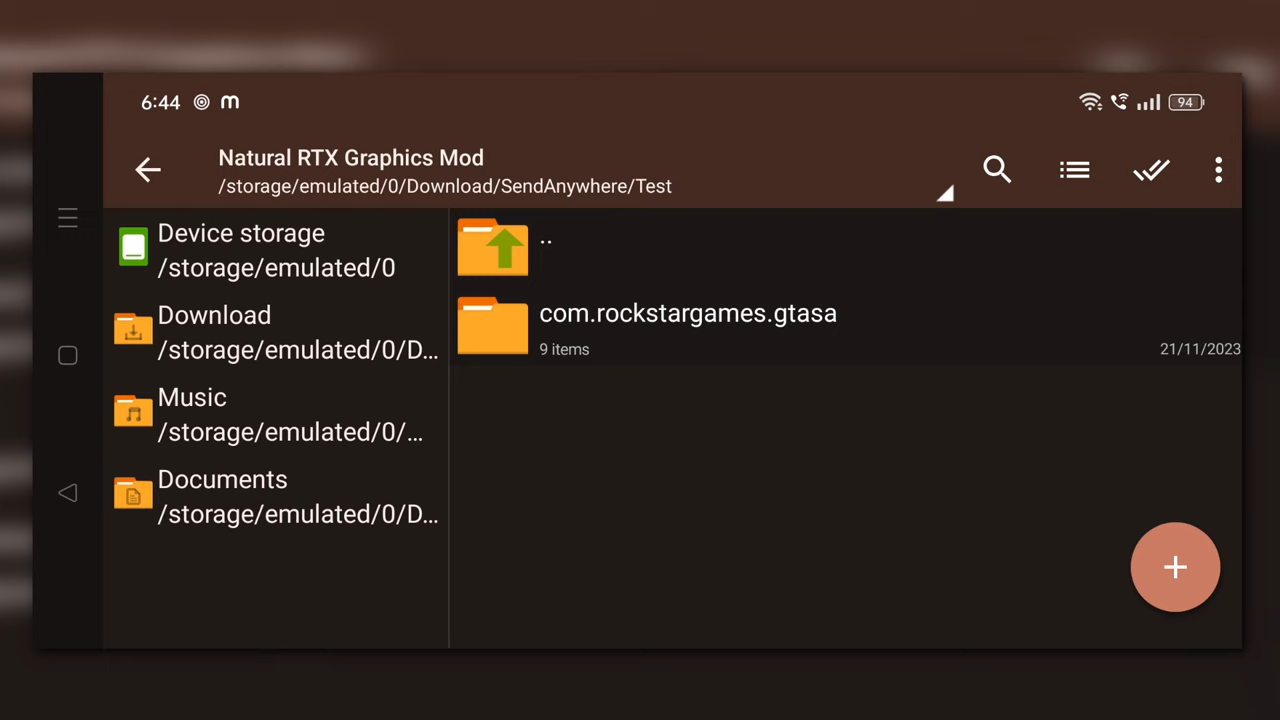 6:44
94
Natural RTX Graphics Mod
/storage/emulated/0/Download/SendAnywhere/Test
Device storage
/storage/emulated/0
Download
/storage/emulated/0/D...
Music
/storage/emulated/0/...
Documents
/storage/emulated/0/D...
..
com.rockstargames.gtasa
9 items
21/11/2023